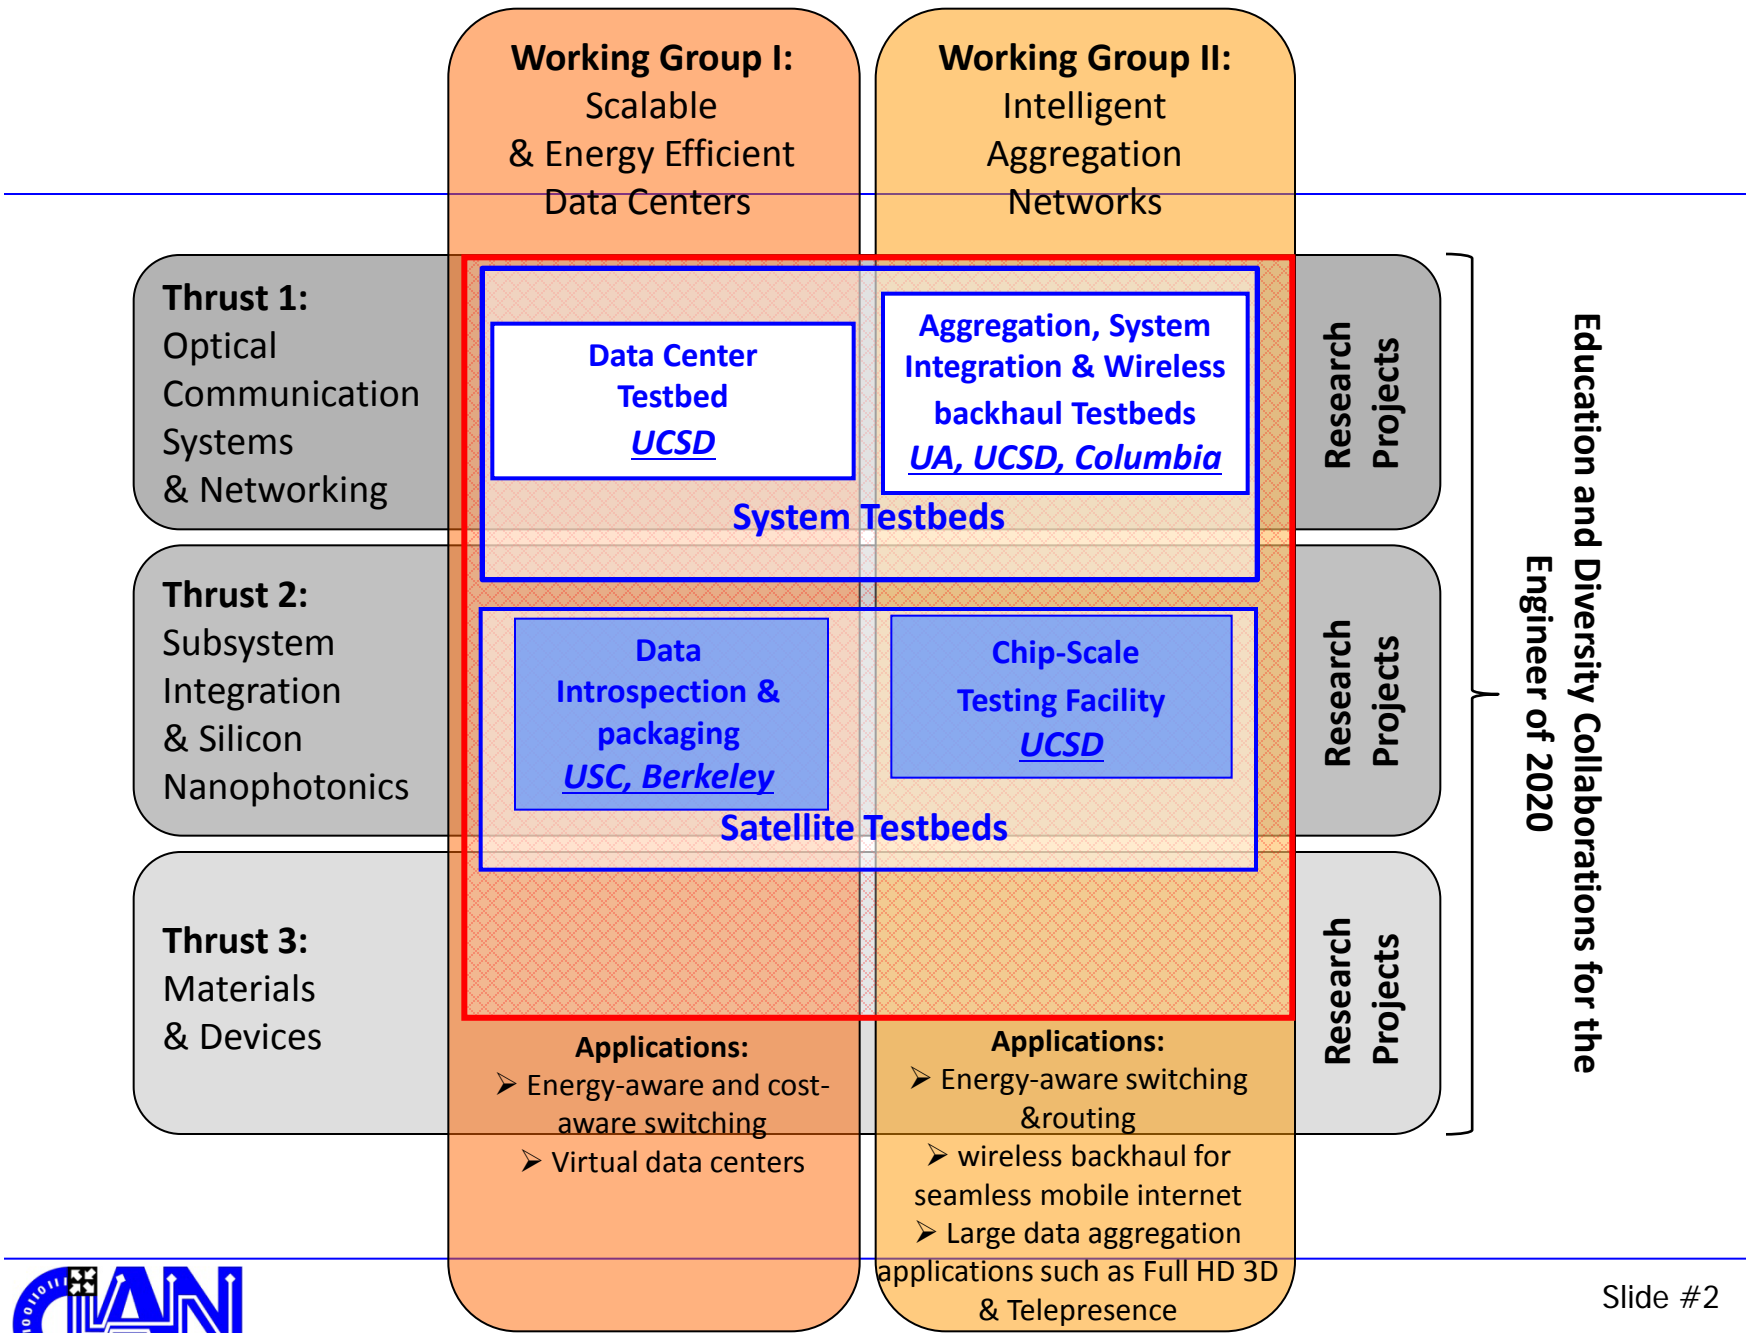 Working Group I:
Scalable
& Energy Efficient
Data Centers
Working Group II:
Intelligent
Aggregation
Networks
Thrust 1:
Optical
Communication
Systems
& Networking
Data Center
Testbed
UCSD
Aggregation, System
Integration & Wireless
backhaul Testbeds
UA, UCSD, Columbia
System Testbeds
Research
Projects
Thrust 2:
Subsystem
Integration
& Silicon
Nanophotonics
Data
Introspection &
packaging
USC, Berkeley
Chip-Scale
Testing Facility
UCSD
Satellite Testbeds
Research
Projects
Thrust 3:
Materials
& Devices
Research
Projects
Education and Diversity Collaborations for the
Engineer of 2020
Applications:
➢ Energy-aware and cost-
aware switching
➢ Virtual data centers
Applications:
➢ Energy-aware switching
&routing
➢ wireless backhaul for
seamless mobile internet
➢ Large data aggregation
applications such as Full HD 3D
& Telepresence
CIAN
Slide #2